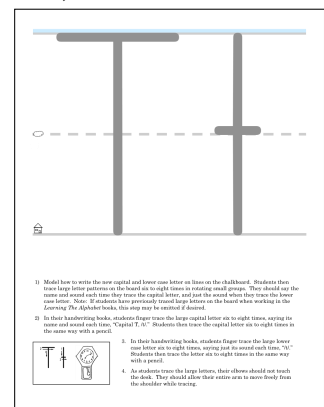 T t
1) Model how to write the new capital and lower case letter on lines on the chalkboard. Students then
trace large letter patterns on the board six to eight times in rotating small groups. They should say the
name and sound each time they trace the capital letter, and just the sound when they trace the lower
case letter. Note: If students have previously traced large letters on the board when working in the
Learning The Alphabet books, this step may be omitted if desired.
2) In their handwriting books, students finger trace the large capital letter six to eight times, saying its
name and sound each time, "Capital T, /t/." Students then trace the capital letter six to eight times in
the same way with a pencil.
3. In their handwriting books, students finger trace the large lower
case letter six to eight times, saying just its sound each time, "/t/."
Students then trace the letter six to eight times in the same way
with a pencil.
4. As students trace the large letters, their elbows should not touch
the desk. They should allow their entire arm to move freely from
the shoulder while tracing.